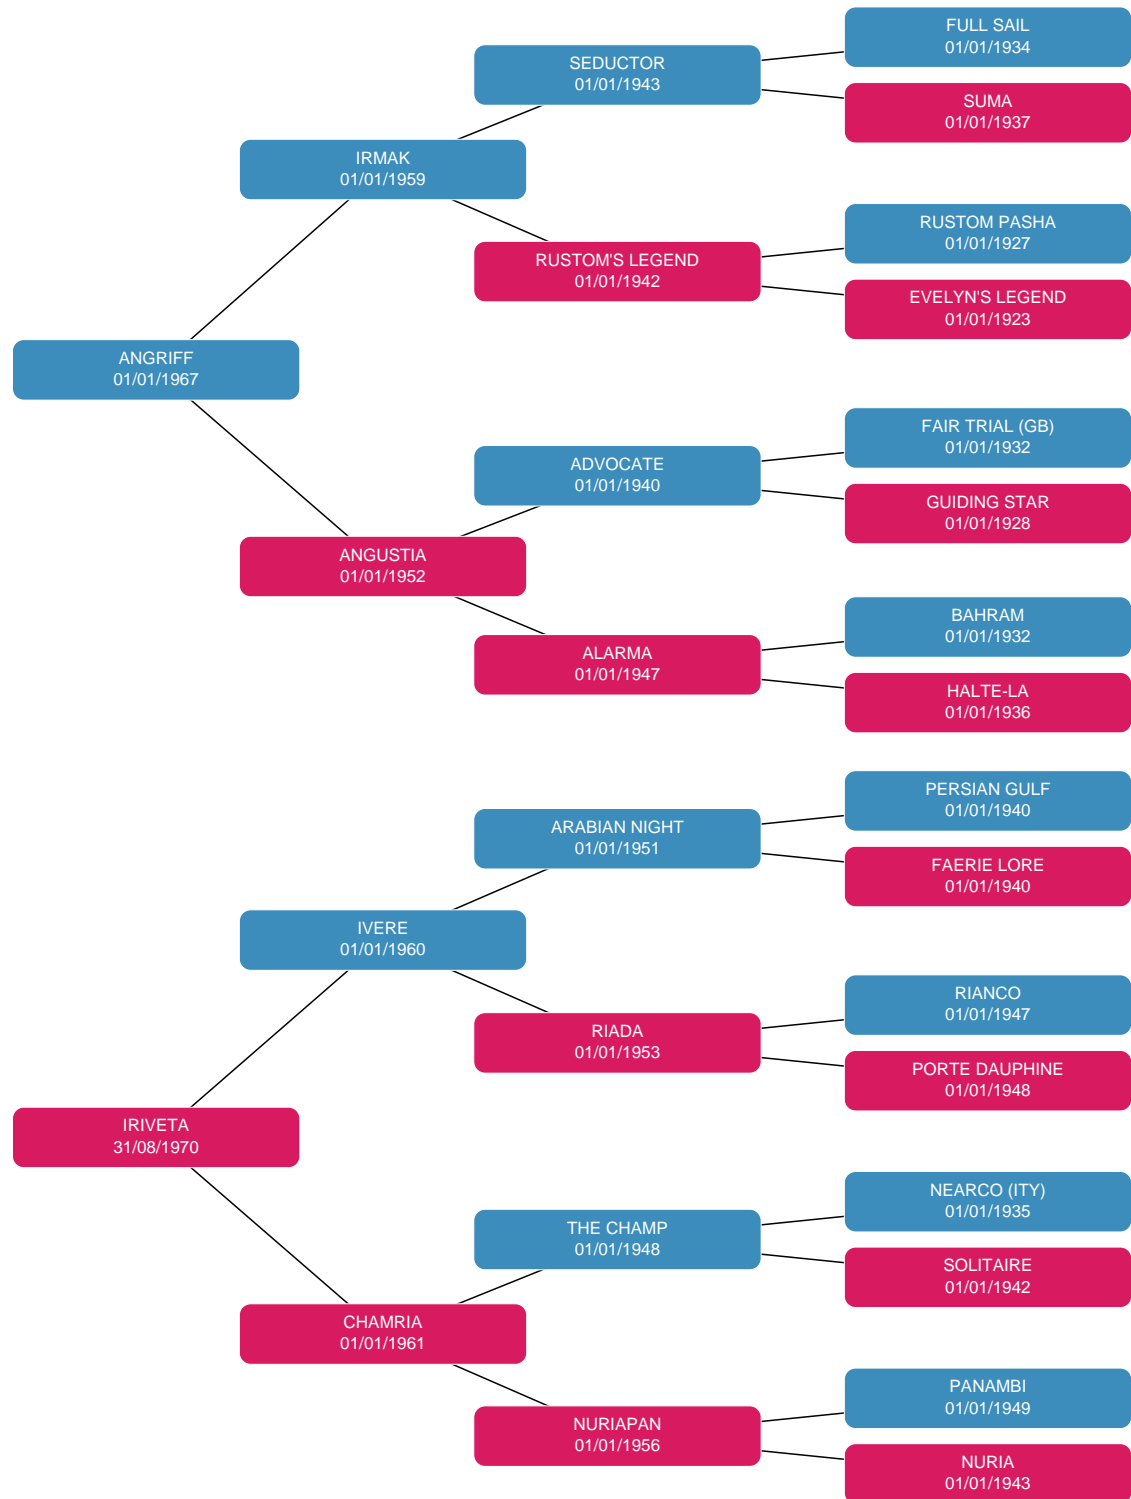 FULL SAIL
01/01/1934
SEDUCTOR
01/01/1943
SUMA
01/01/1937
IRMAK
01/01/1959
RUSTOM PASHA
01/01/1927
RUSTOM'S LEGEND
01/01/1942
EVELYN'S LEGEND
01/01/1923
ANGRIFF
01/01/1967
FAIR TRIAL (GB)
01/01/1932
ADVOCATE
01/01/1940
GUIDING STAR
01/01/1928
ANGUSTIA
01/01/1952
BAHRAM
01/01/1932
ALARMA
01/01/1947
HALTE-LA
01/01/1936
PERSIAN GULF
01/01/1940
ARABIAN NIGHT
01/01/1951
FAERIE LORE
01/01/1940
IVERE
01/01/1960
RIANCO
01/01/1947
RIADA
01/01/1953
PORTE DAUPHINE
01/01/1948
IRIVETA
31/08/1970
NEARCO (ITY)
01/01/1935
THE CHAMP
01/01/1948
SOLITAIRE
01/01/1942
CHAMRIA
01/01/1961
PANAMBI
01/01/1949
NURIAPAN
01/01/1956
NURIA
01/01/1943